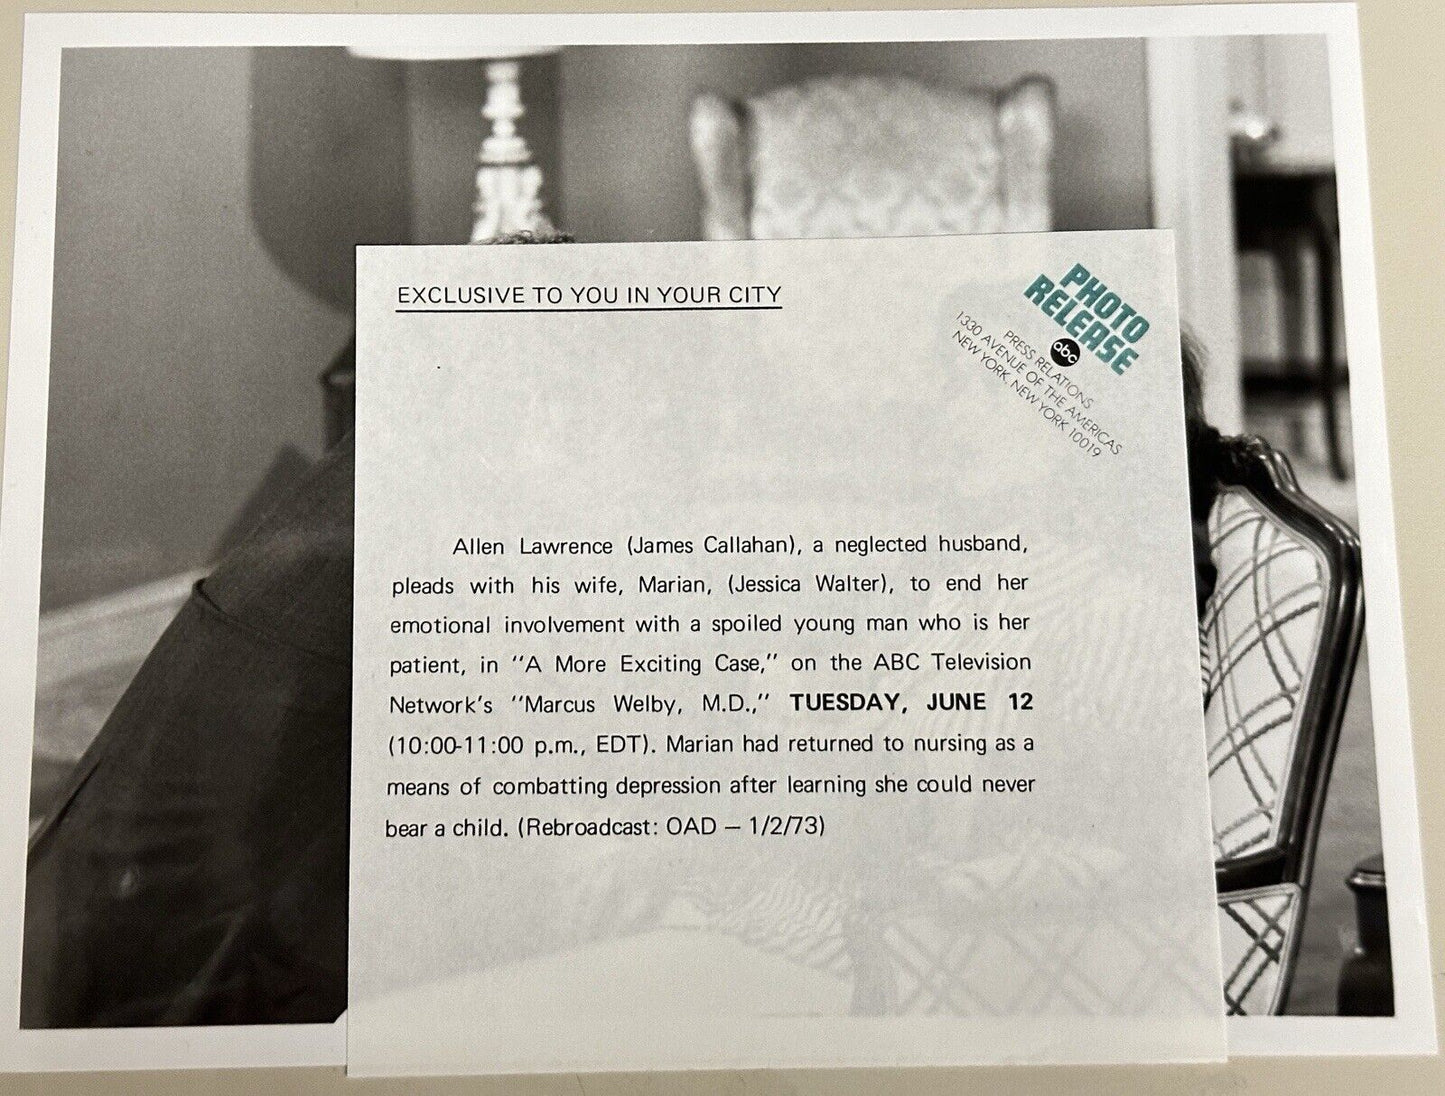 EXCLUSIVE TO YOU IN YOUR CITY
PHOTO
RELEASE
abc
PRESS RELATIONS
1330 AVENUE OF THE AMERICAS
NEW YORK, NEW YORK 10019
Allen Lawrence (James Callahan), a neglected husband,
pleads with his wife, Marian, (Jessica Walter), to end her
emotional involvement with a spoiled young man who is her
patient, in "A More Exciting Case," on the ABC Television
Network's "Marcus Welby, M.D.," TUESDAY, JUNE 12
(10:00-11:00 p.m., EDT). Marian had returned to nursing as a
means of combatting depression after learning she could never
bear a child. (Rebroadcast: OAD — 1/2/73)